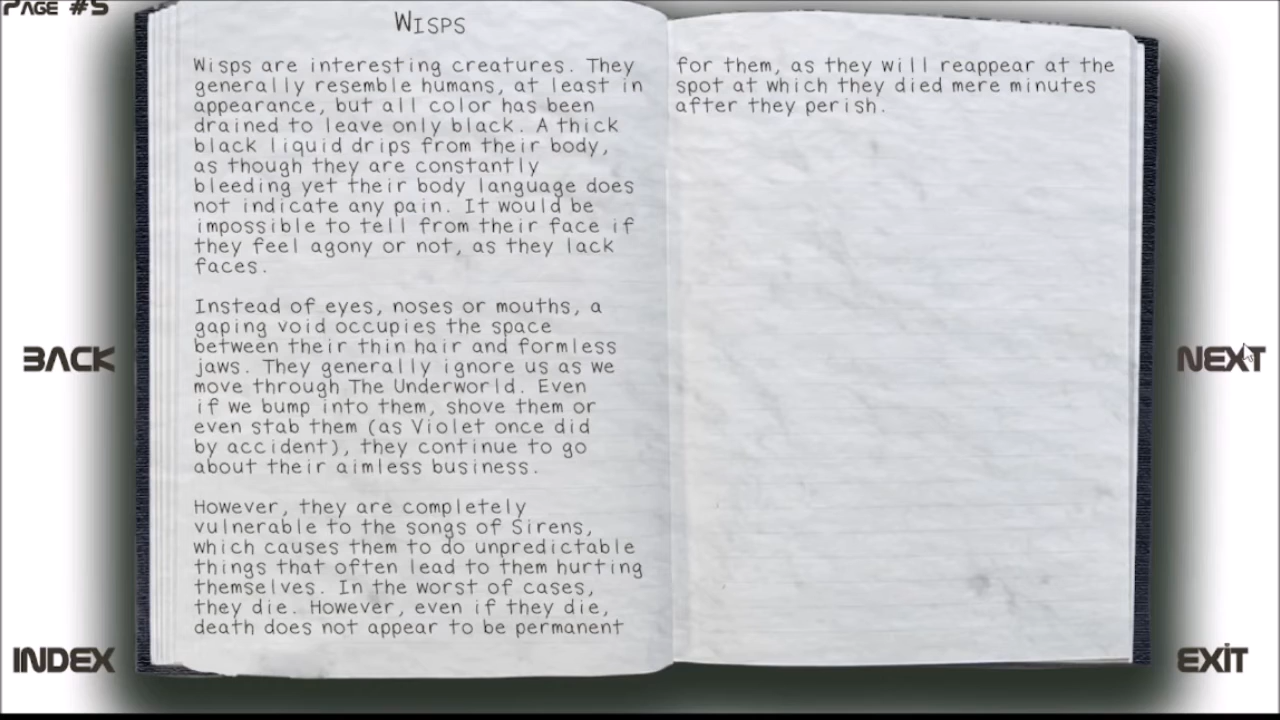 PAGE #5
WISPS
Wisps are interesting creatures. They
generally resemble humans, at least in
appearance, but all color has been
drained to leave only black. A thick
black liquid drips from their body,
as though they are constantly
bleeding yet their body language does
not indicate any pain. It would be
impossible to tell from their face if
they feel agony or not, as they lack
faces.
Instead of eyes, noses or mouths, a
gaping void occupies the space
between their thin hair and formless
jaws. They generally ignore us as we
move through The Underworld. Even
if we bump into them, shove them or
even stab them (as Violet once did
by accident), they continue to go
about their aimless business.
However, they are completely
vulnerable to the songs of Sirens,
which causes them to do unpredictable
things that often lead to them hurting
themselves. In the worst of cases,
they die. However, even if they die,
death does not appear to be permanent
for them, as they will reappear at the
spot at which they died mere minutes
after they perish.
BACK
NEXT
INDEX
EXIT